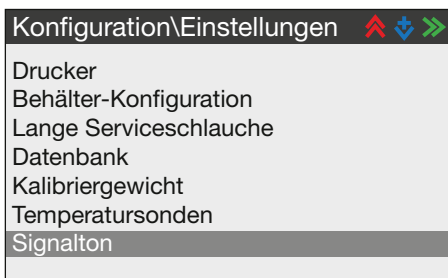 Konfiguration\Einstellungen
Drucker
Behälter-Konfiguration
Lange Serviceschlauche
Datenbank
Kalibriergewicht
Temperatursonden
Signalton